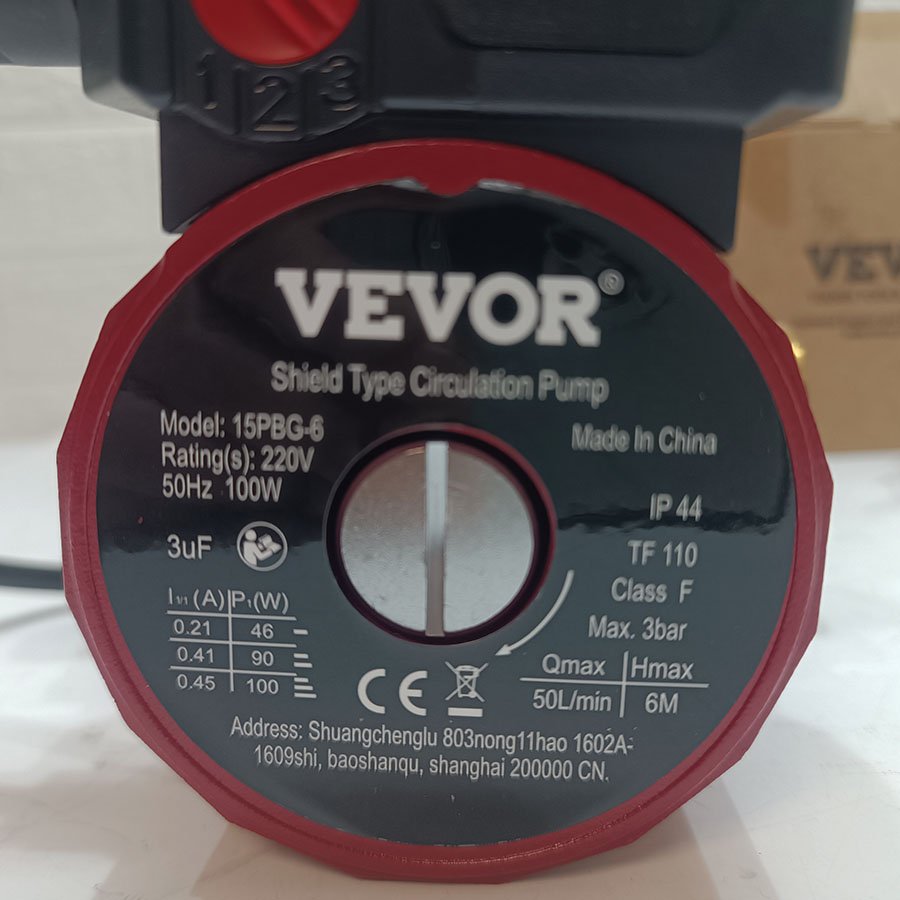 1 2 3
VEVOR®
Shield Type Circulation Pump
Model: 15PBG-6
Rating(s): 220V
50Hz 100W
Made In China
3uF
IP 44
TF 110
Class F
Max. 3bar
I1/1 (A) P1(W)
0.21 46
0.41 90
0.45 100
CE
Qmax Hmax
50L/min 6M
Address: Shuangchenglu 803nong11hao 1602A-
1609shi, baoshanqu, shanghai 200000 CN.
VEV